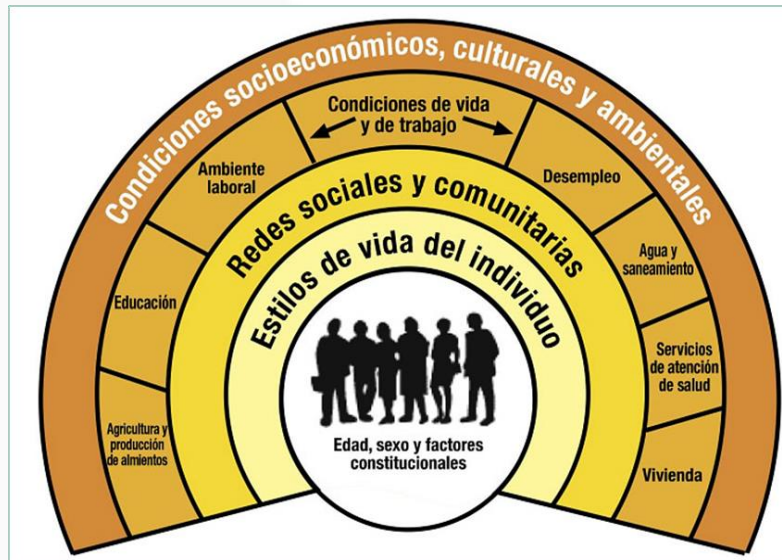 Condiciones socioeconómicos, culturales y ambientales
Condiciones de vida
y de trabajo
Ambiente
laboral
Desempleo
Redes sociales y comunitarias
Agua y
saneamiento
Estilos de vida del individuo
Educación
Servicios
de atención
de salud
Agricultura y
producción
de almientos
Edad, sexo y factores
constitucionales
Vivienda